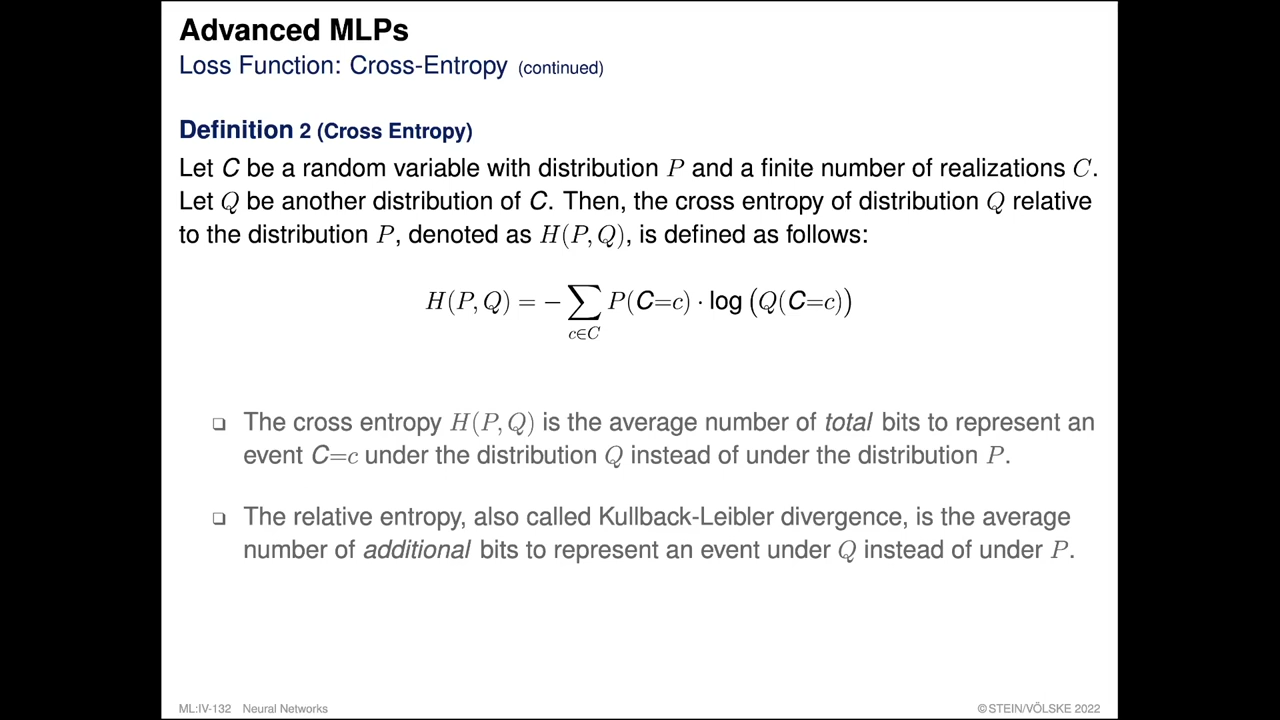 Advanced MLPs
Loss Function: Cross-Entropy (continued)
Definition 2 (Cross Entropy)
Let C be a random variable with distribution P and a finite number of realizations C.
Let Q be another distribution of C. Then, the cross entropy of distribution Q relative
to the distribution P, denoted as H(P, Q), is defined as follows:
H(P, Q) = − ∑ P(C=c) · log (Q(C=c))
c∈C
❑ The cross entropy H(P, Q) is the average number of total bits to represent an
event C=c under the distribution Q instead of under the distribution P.
❑ The relative entropy, also called Kullback-Leibler divergence, is the average
number of additional bits to represent an event under Q instead of under P.
ML:IV-132 Neural Networks
© STEIN/VÖLSKE 2022